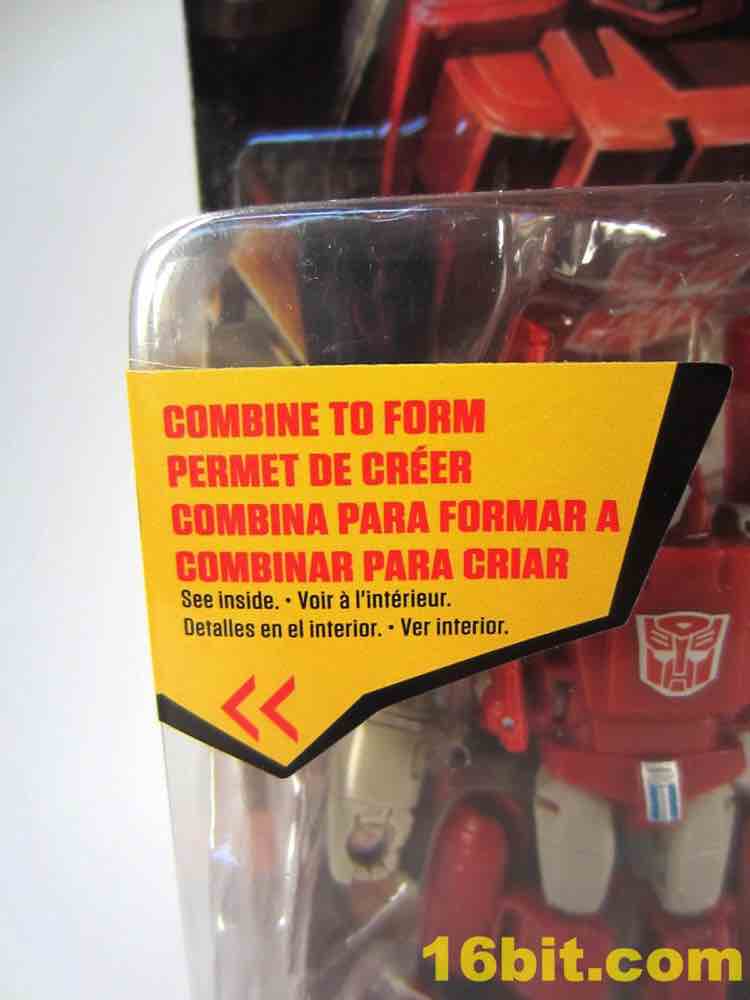 COMBINE TO FORM
PERMET DE CRÉER
COMBINA PARA FORMAR A
COMBINAR PARA CRIAR
See inside. • Voir à l'intérieur.
Detalles en el interior. • Ver interior.
16bit.com